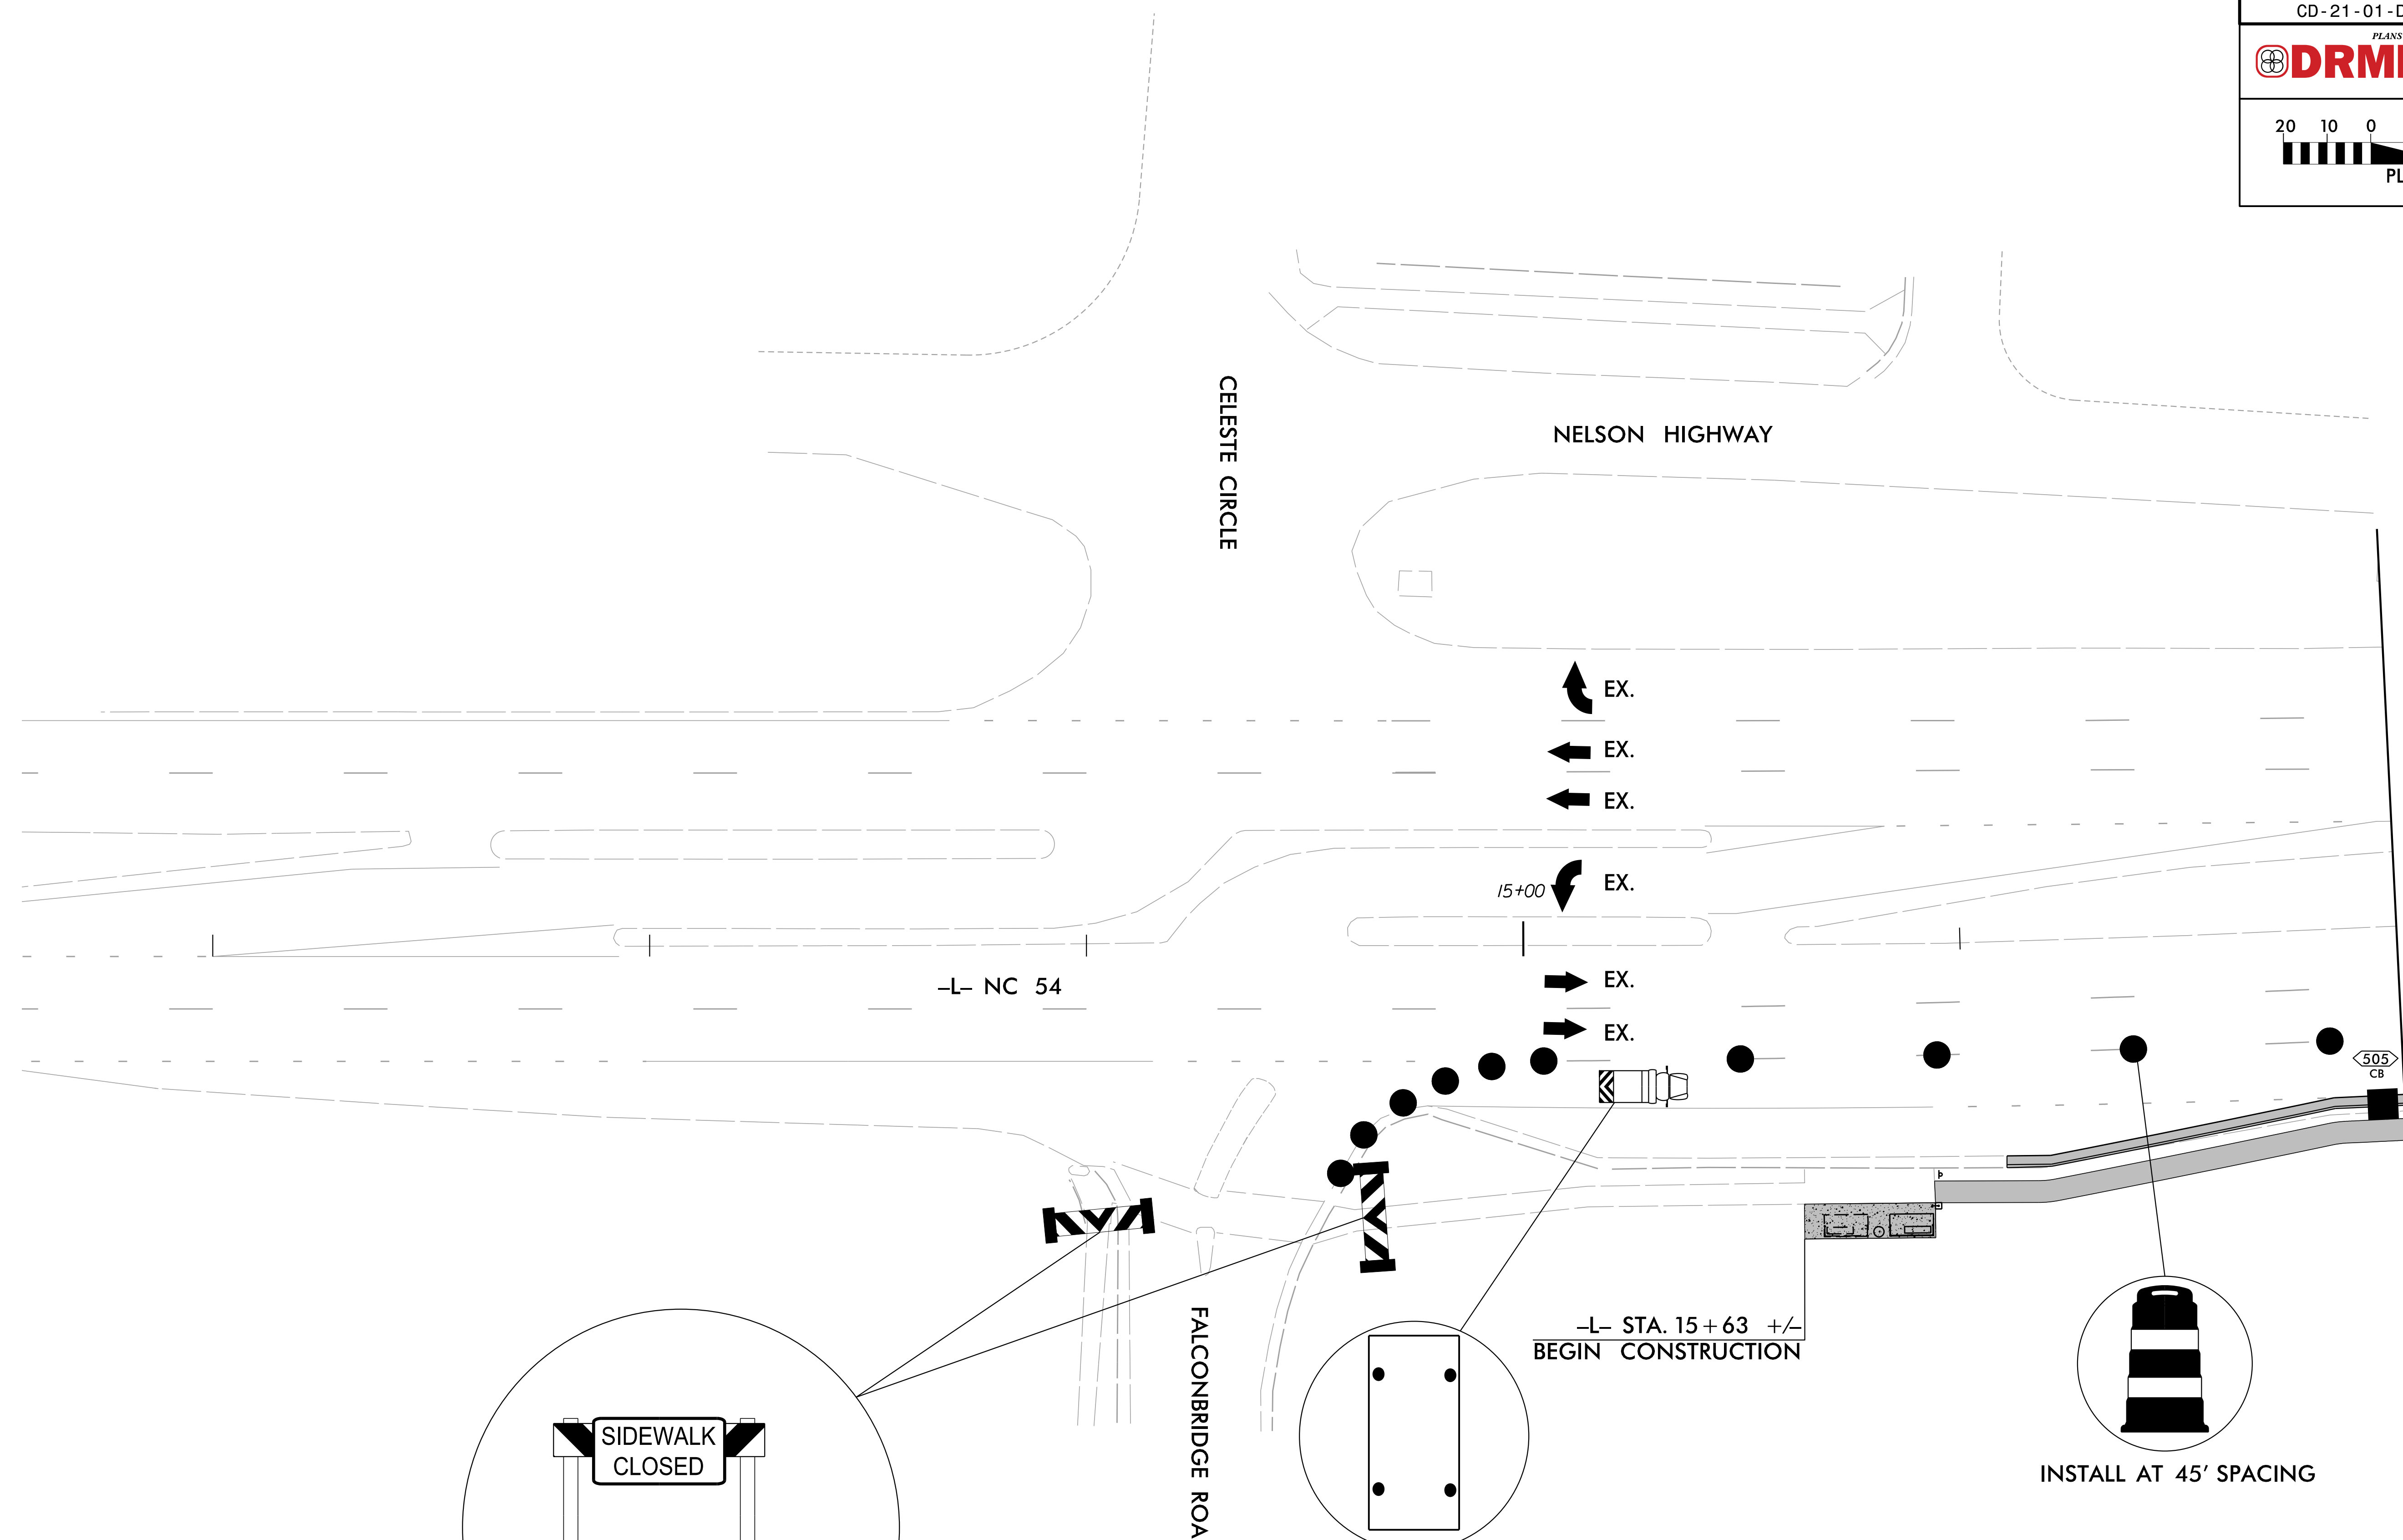 CD-21-01-D
PLANS
DRM
20 10 0
PL
CELESTE CIRCLE
NELSON HIGHWAY
EX.
EX.
EX.
15+00
EX.
–L– NC 54
EX.
EX.
505
CB
–L– STA. 15+63 +/–
BEGIN CONSTRUCTION
FALCONBRIDGE ROA
SIDEWALK
CLOSED
INSTALL AT 45' SPACING